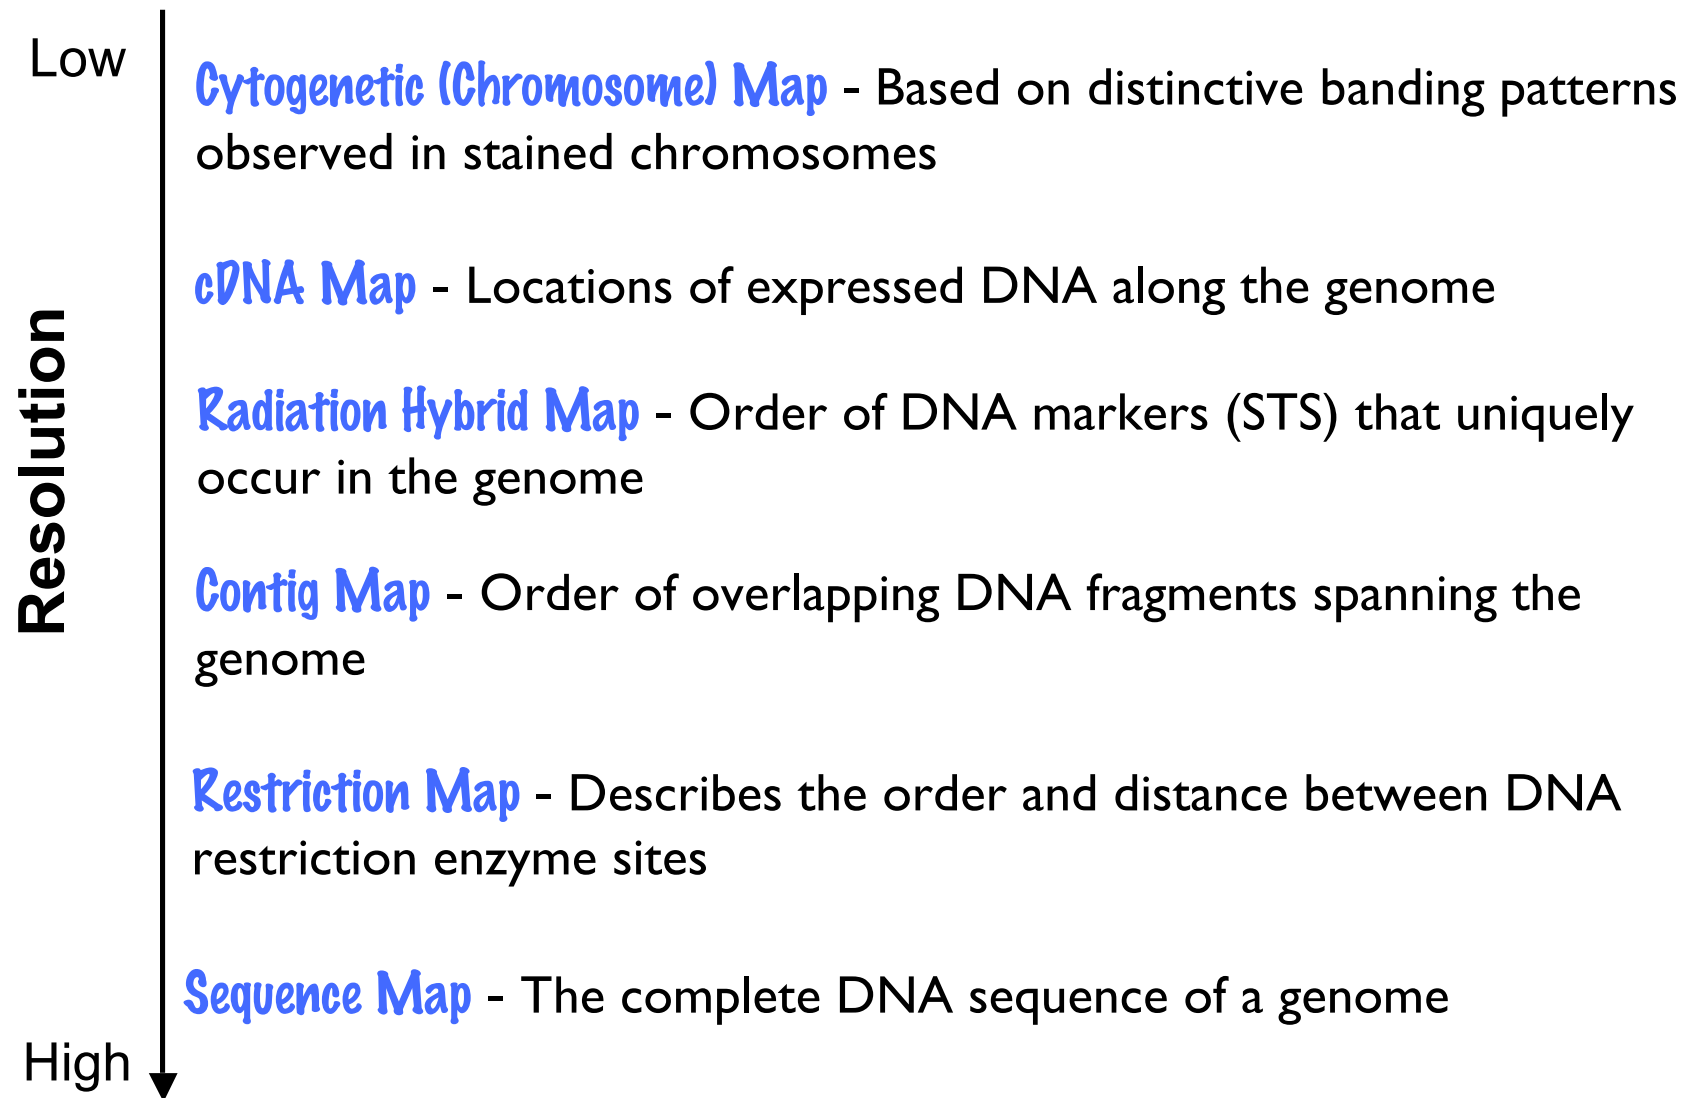 Low
Cytogenetic (Chromosome) Map - Based on distinctive banding patterns
observed in stained chromosomes
cDNA Map - Locations of expressed DNA along the genome
Radiation Hybrid Map - Order of DNA markers (STS) that uniquely
occur in the genome
Resolution
Contig Map - Order of overlapping DNA fragments spanning the
genome
Restriction Map - Describes the order and distance between DNA
restriction enzyme sites
Sequence Map - The complete DNA sequence of a genome
High